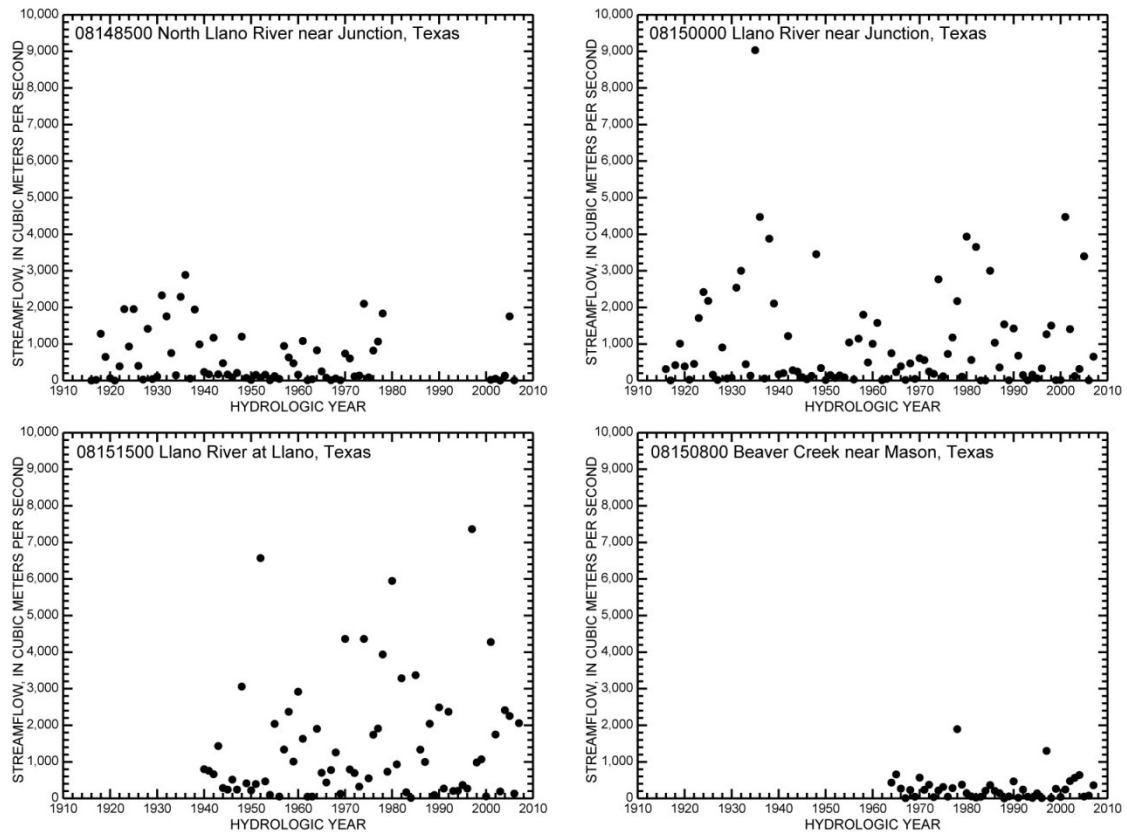 08148500 North Llano River near Junction, Texas
STREAMFLOW, IN CUBIC METERS PER SECOND
10,000
9,000
8,000
7,000
6,000
5,000
4,000
3,000
2,000
1,000
0
1910 1920 1930 1940 1950 1960 1970 1980 1990 2000 2010
HYDROLOGIC YEAR
08150000 Llano River near Junction, Texas
STREAMFLOW, IN CUBIC METERS PER SECOND
10,000
9,000
8,000
7,000
6,000
5,000
4,000
3,000
2,000
1,000
0
1910 1920 1930 1940 1950 1960 1970 1980 1990 2000 2010
HYDROLOGIC YEAR
08151500 Llano River at Llano, Texas
STREAMFLOW, IN CUBIC METERS PER SECOND
10,000
9,000
8,000
7,000
6,000
5,000
4,000
3,000
2,000
1,000
0
1910 1920 1930 1940 1950 1960 1970 1980 1990 2000 2010
HYDROLOGIC YEAR
08150800 Beaver Creek near Mason, Texas
STREAMFLOW, IN CUBIC METERS PER SECOND
10,000
9,000
8,000
7,000
6,000
5,000
4,000
3,000
2,000
1,000
0
1910 1920 1930 1940 1950 1960 1970 1980 1990 2000 2010
HYDROLOGIC YEAR